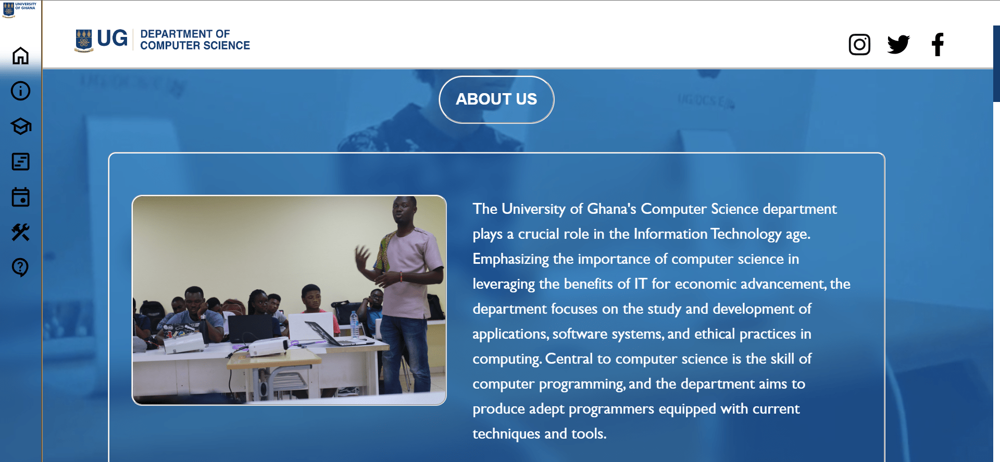 UNIVERSITY
OF GHANA
UG
DEPARTMENT OF
COMPUTER SCIENCE
ABOUT US
The University of Ghana's Computer Science department
plays a crucial role in the Information Technology age.
Emphasizing the importance of computer science in
leveraging the benefits of IT for economic advancement, the
department focuses on the study and development of
applications, software systems, and ethical practices in
computing. Central to computer science is the skill of
computer programming, and the department aims to
produce adept programmers equipped with current
techniques and tools.